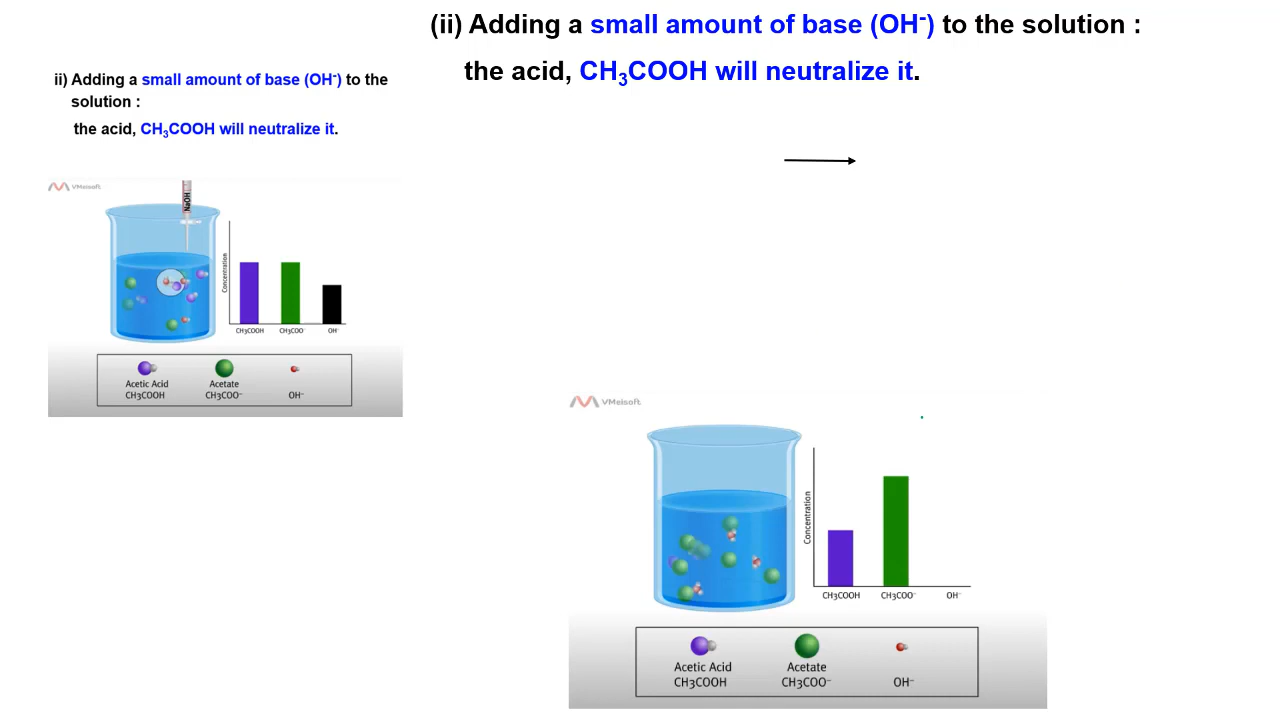 (ii) Adding a small amount of base (OH⁻) to the solution :
the acid, CH₃COOH will neutralize it.
ii) Adding a small amount of base (OH⁻) to the
solution :
the acid, CH₃COOH will neutralize it.
VMeisoft
NaOH
Concentration
CH₃COOH CH₃COO⁻ OH⁻
Acetic Acid Acetate
CH₃COOH CH₃COO⁻ OH⁻
VMeisoft
Concentration
CH₃COOH CH₃COO⁻ OH⁻
Acetic Acid Acetate
CH₃COOH CH₃COO⁻ OH⁻